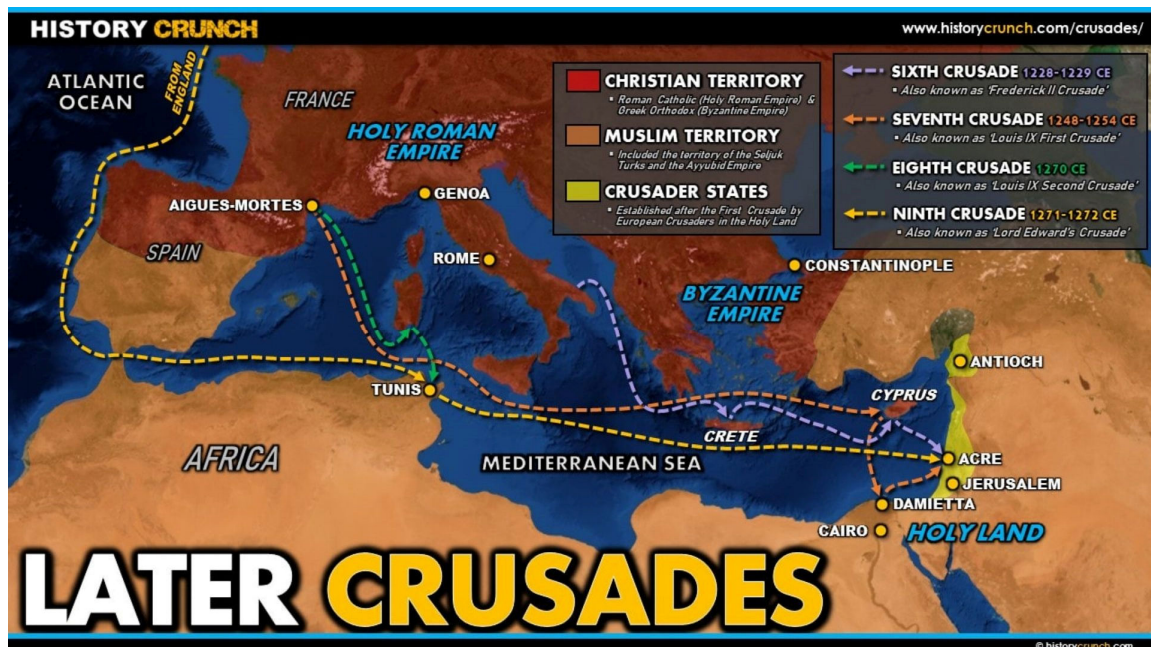 HISTORY CRUNCH
www.historycrunch.com/crusades/
ATLANTIC
OCEAN
FROM
ENGLAND
FRANCE
HOLY ROMAN
EMPIRE
CHRISTIAN TERRITORY
▪ Roman Catholic (Holy Roman Empire) &
Greek Orthodox (Byzantine Empire)
MUSLIM TERRITORY
▪ Included the territory of the Seljuk
Turks and the Ayyubid Empire
CRUSADER STATES
▪ Established after the First Crusade by
European Crusaders in the Holy Land
SIXTH CRUSADE 1228-1229 CE
▪ Also known as 'Frederick II Crusade'
SEVENTH CRUSADE 1248-1254 CE
▪ Also known as 'Louis IX First Crusade'
EIGHTH CRUSADE 1270 CE
▪ Also known as 'Louis IX Second Crusade'
NINTH CRUSADE 1271-1272 CE
▪ Also known as 'Lord Edward's Crusade'
GENOA
AIGUES-MORTES
SPAIN
ROME
CONSTANTINOPLE
BYZANTINE
EMPIRE
ANTIOCH
TUNIS
CYPRUS
CRETE
AFRICA
MEDITERRANEAN SEA
ACRE
JERUSALEM
DAMIETTA
CAIRO
HOLY LAND
LATER CRUSADES
© historycrunch.com